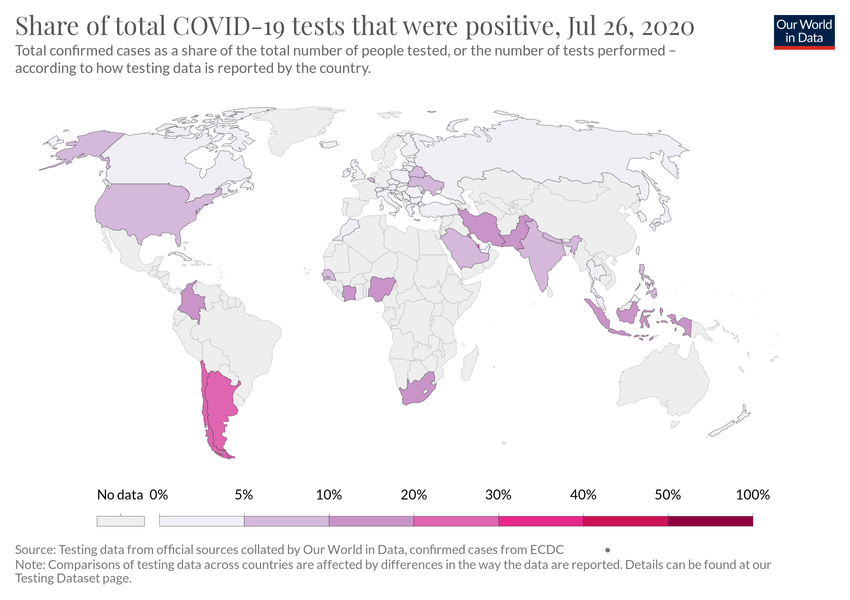 Share of total COVID-19 tests that were positive, Jul 26, 2020
Our World
in Data
Total confirmed cases as a share of the total number of people tested, or the number of tests performed –
according to how testing data is reported by the country.
No data 0% 5% 10% 20% 30% 40% 50% 100%
Source: Testing data from official sources collated by Our World in Data, confirmed cases from ECDC •
Note: Comparisons of testing data across countries are affected by differences in the way the data are reported. Details can be found at our
Testing Dataset page.